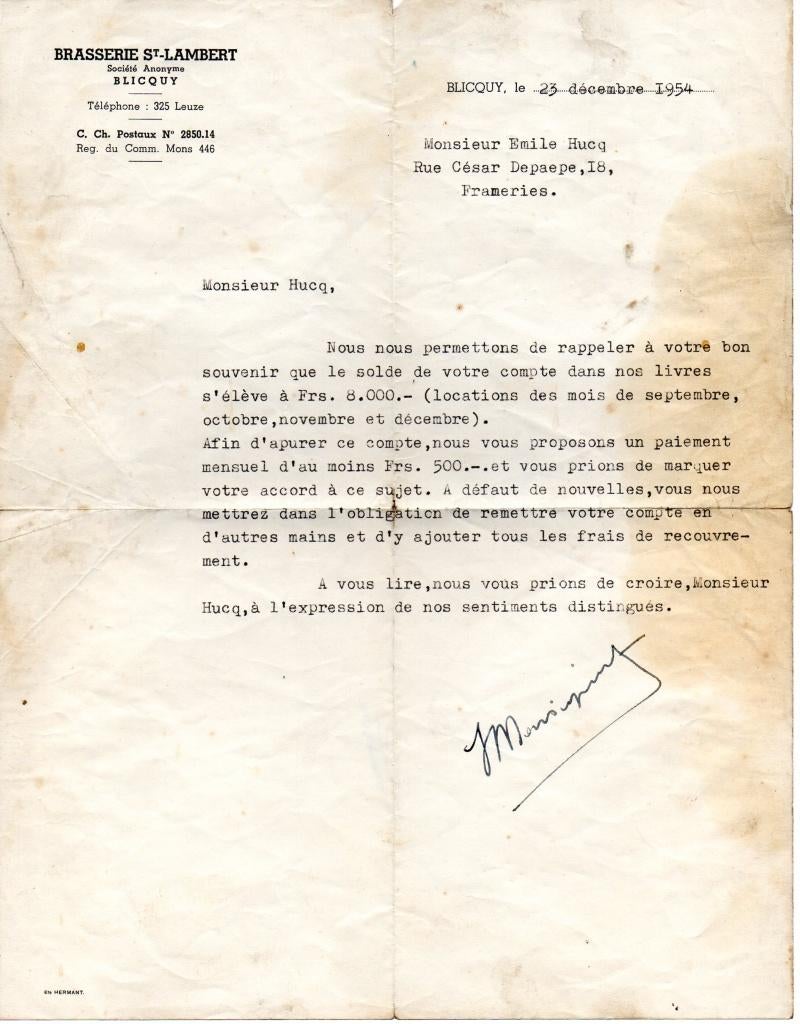 BRASSERIE ST-LAMBERT
Société Anonyme
BLICQUY
Téléphone : 325 Leuze
C. Ch. Postaux N° 2850.14
Reg. du Comm. Mons 446
BLICQUY, le 23 décembre 1954
Monsieur Emile Hucq
Rue César Depaepe,I8,
Frameries.
Monsieur Hucq,
Nous nous permettons de rappeler à votre bon
souvenir que le solde de votre compte dans nos livres
s'élève à Frs. 8.000.- (locations des mois de septembre,
octobre,novembre et décembre).
Afin d'apurer ce compte,nous vous proposons un paiement
mensuel d'au moins Frs. 500.-.et vous prions de marquer
votre accord à ce sujet. A défaut de nouvelles,vous nous
mettrez dans l'obligation de remettre votre compte en
d'autres mains et d'y ajouter tous les frais de recouvre-
ment.
A vous lire,nous vous prions de croire,Monsieur
Hucq,à l'expression de nos sentiments distingués.
Ets HERMANT.